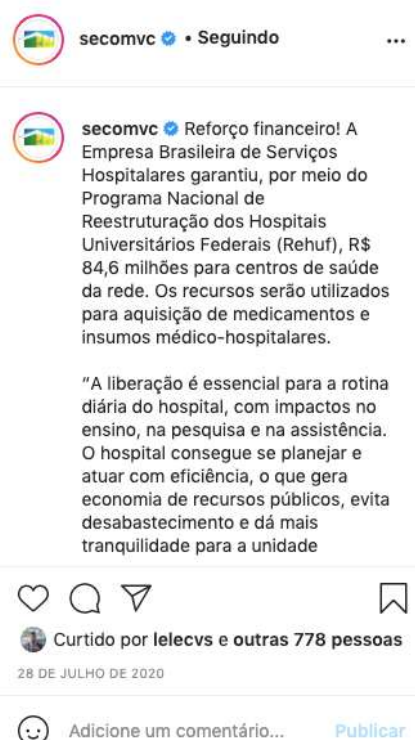 secomvc • Seguindo
...
secomvc Reforço financeiro! A
Empresa Brasileira de Serviços
Hospitalares garantiu, por meio do
Programa Nacional de
Reestruturação dos Hospitais
Universitários Federais (Rehuf), R$
84,6 milhões para centros de saúde
da rede. Os recursos serão utilizados
para aquisição de medicamentos e
insumos médico-hospitalares.
"A liberação é essencial para a rotina
diária do hospital, com impactos no
ensino, na pesquisa e na assistência.
O hospital consegue se planejar e
atuar com eficiência, o que gera
economia de recursos públicos, evita
desabastecimento e dá mais
tranquilidade para a unidade
Curtido por lelecvs e outras 778 pessoas
28 DE JULHO DE 2020
Adicione um comentário... Publicar